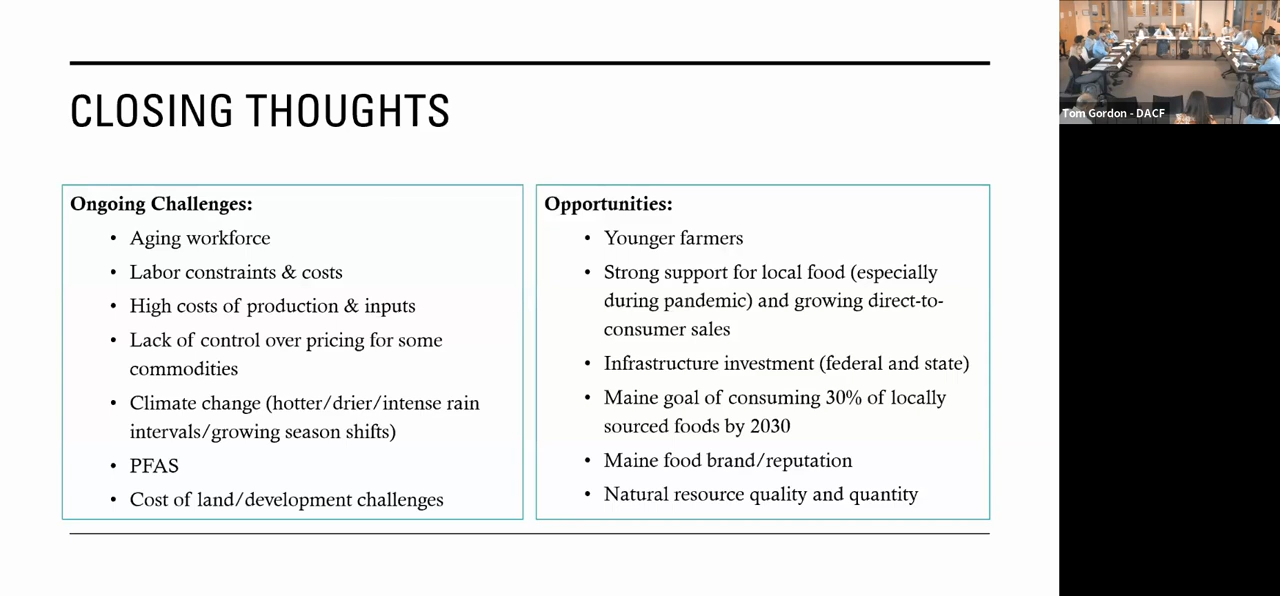 CLOSING THOUGHTS
Ongoing Challenges:
• Aging workforce
• Labor constraints & costs
• High costs of production & inputs
• Lack of control over pricing for some
commodities
• Climate change (hotter/drier/intense rain
intervals/growing season shifts)
• PFAS
• Cost of land/development challenges
Opportunities:
• Younger farmers
• Strong support for local food (especially
during pandemic) and growing direct-to-
consumer sales
• Infrastructure investment (federal and state)
• Maine goal of consuming 30% of locally
sourced foods by 2030
• Maine food brand/reputation
• Natural resource quality and quantity
Tom Gordon - DACF